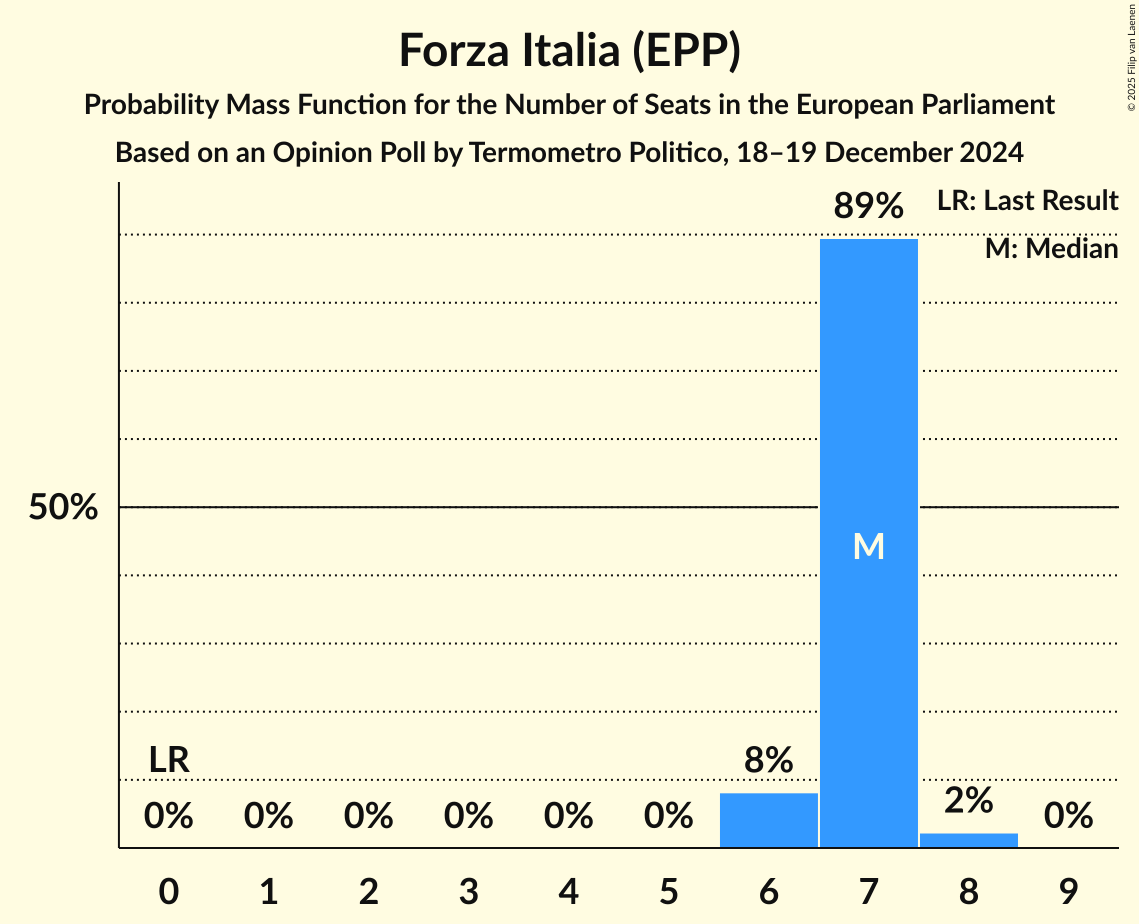 Forza Italia (EPP)
Probability Mass Function for the Number of Seats in the European Parliament
Based on an Opinion Poll by Termometro Politico, 18–19 December 2024
© 2025 Filip van Laenen
LR: Last Result
M: Median
89%
50%
M
LR
8%
2%
0% 0% 0% 0% 0% 0% 0%
0 1 2 3 4 5 6 7 8 9